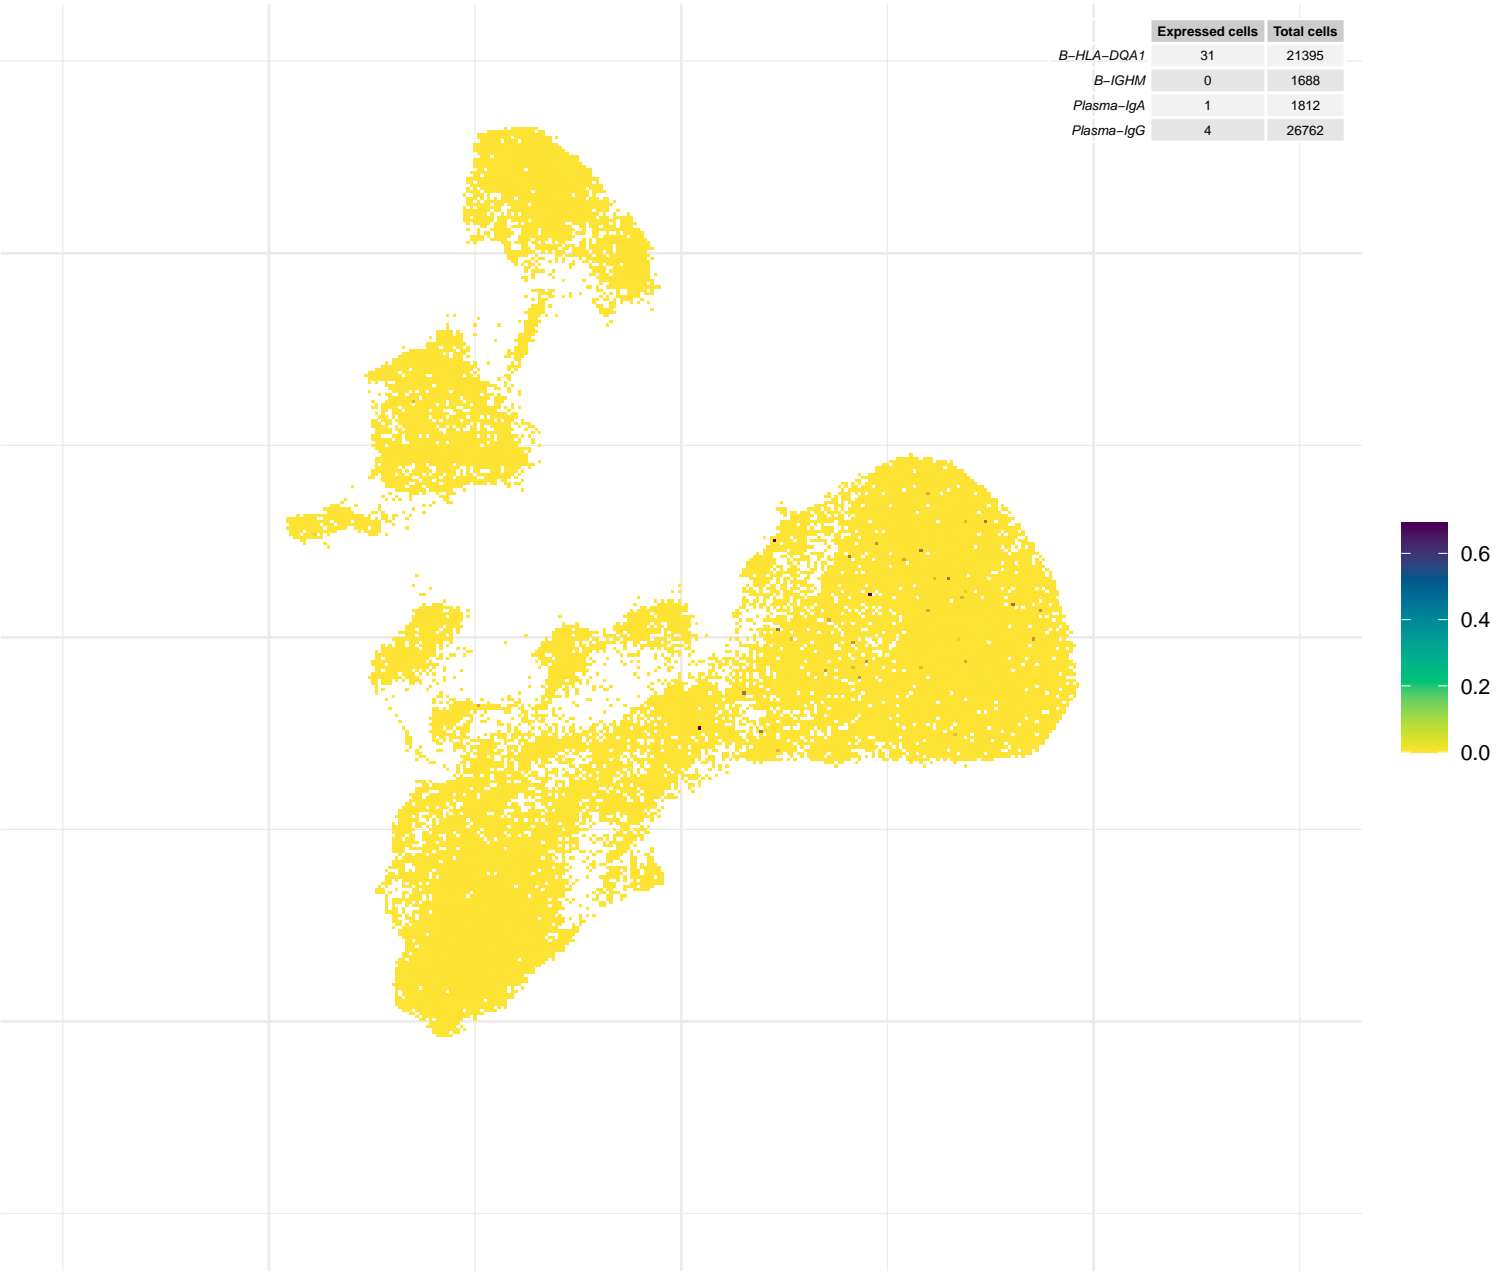 Expressed cells Total cells
B−HLA−DQA1 31 21395
B−IGHM 0 1688
Plasma−IgA 1 1812
Plasma−IgG 4 26762
0.6
0.4
0.2
0.0